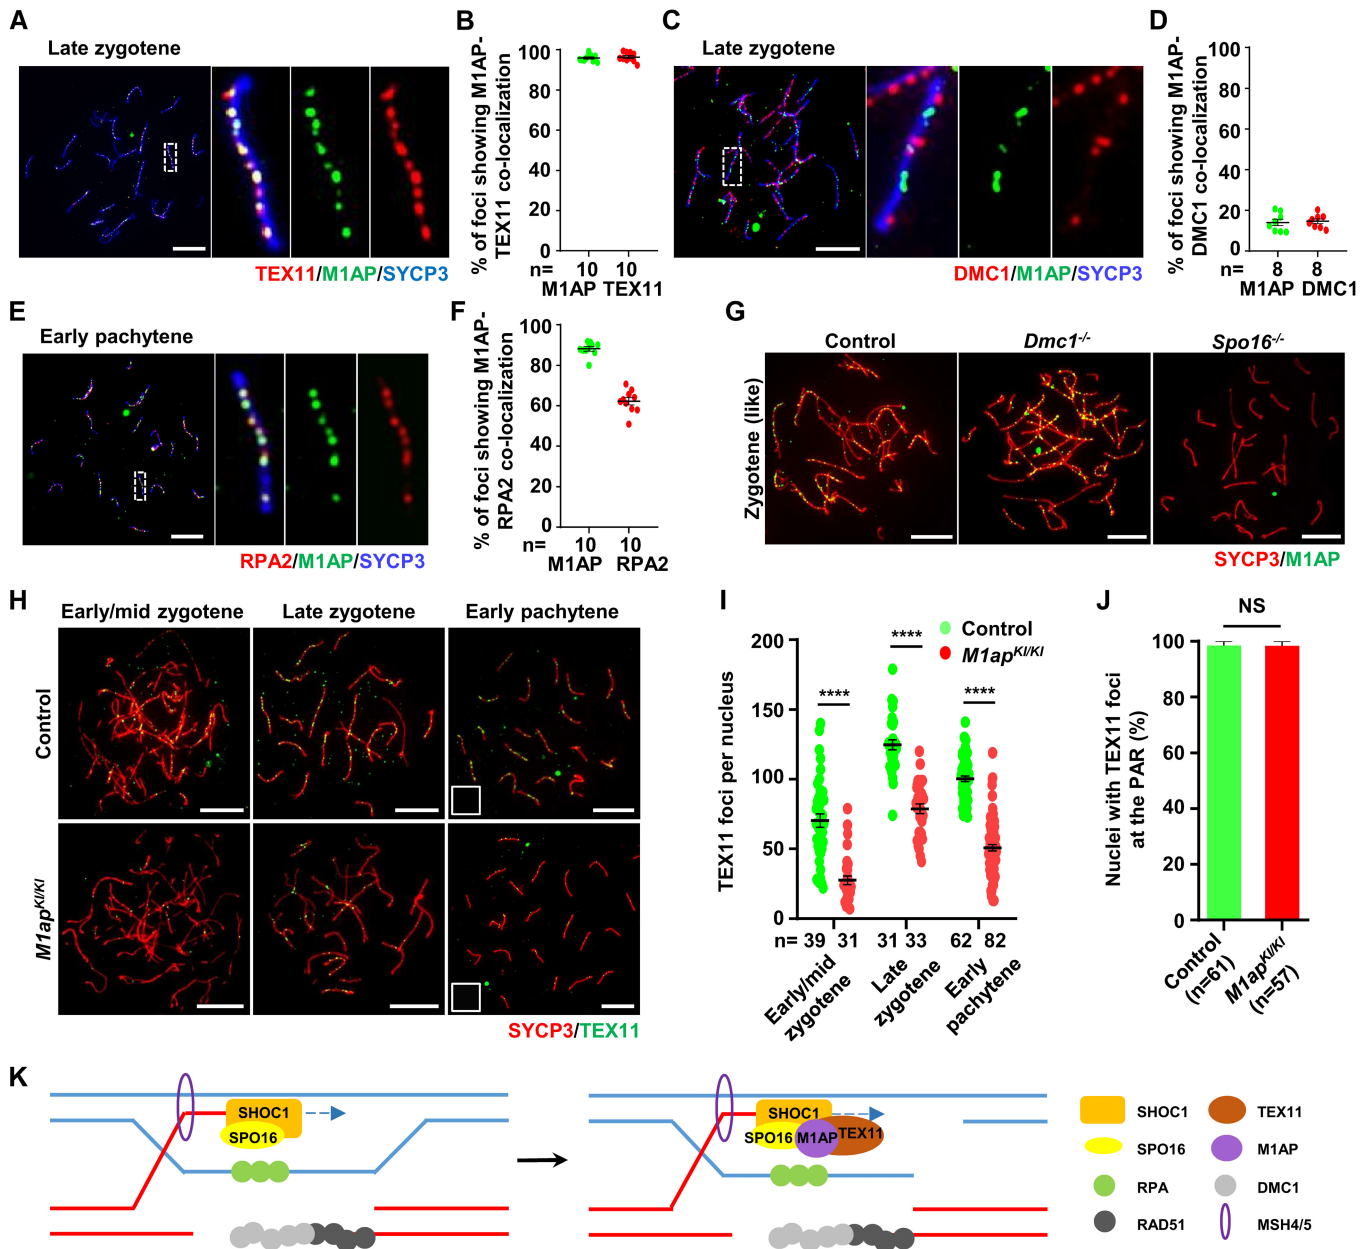 A
Late zygotene
TEX11/M1AP/SYCP3
B
% of foci showing M1AP-
TEX11 co-localization
100
80
60
40
20
0
n= 10 10
M1AP TEX11
C
Late zygotene
DMC1/M1AP/SYCP3
D
% of foci showing M1AP-
DMC1 co-localization
100
80
60
40
20
0
n= 8 8
M1AP DMC1
E
Early pachytene
RPA2/M1AP/SYCP3
F
% of foci showing M1AP-
RPA2 co-localization
100
80
60
40
20
0
n= 10 10
M1AP RPA2
G
Control Dmc1-/- Spo16-/-
Zygotene (like)
SYCP3/M1AP
H
Early/mid zygotene Late zygotene Early pachytene
Control
M1apKI/KI
SYCP3/TEX11
I
TEX11 foci per nucleus
200
150
100
50
0
Control
M1apKI/KI
**** **** ****
n= 39 31 31 33 62 82
Early/mid
zygotene
Late
zygotene
Early
pachytene
J
NS
Nuclei with TEX11 foci
at the PAR (%)
100
80
60
40
20
0
Control
(n=61)
M1apKI/KI
(n=57)
K
SHOC1
SPO16
SHOC1
SPO16 M1AP TEX11
SHOC1 TEX11
SPO16 M1AP
RPA DMC1
RAD51 MSH4/5